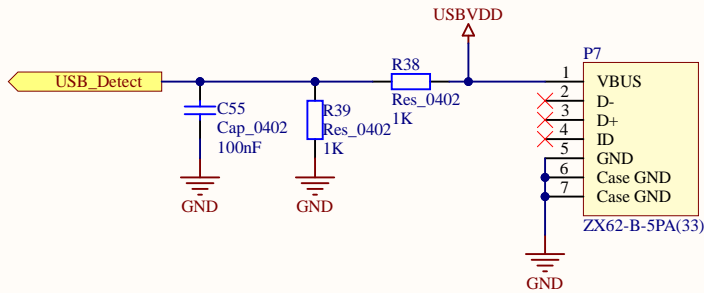 USBVDD
P7
R38
1 VBUS
USB_Detect
Res_0402
2 D-
1K
C55
R39
3 D+
Cap_0402
Res_0402
4 ID
100nF
1K
5 GND
6 Case GND
7 Case GND
GND
GND
ZX62-B-5PA(33)
GND